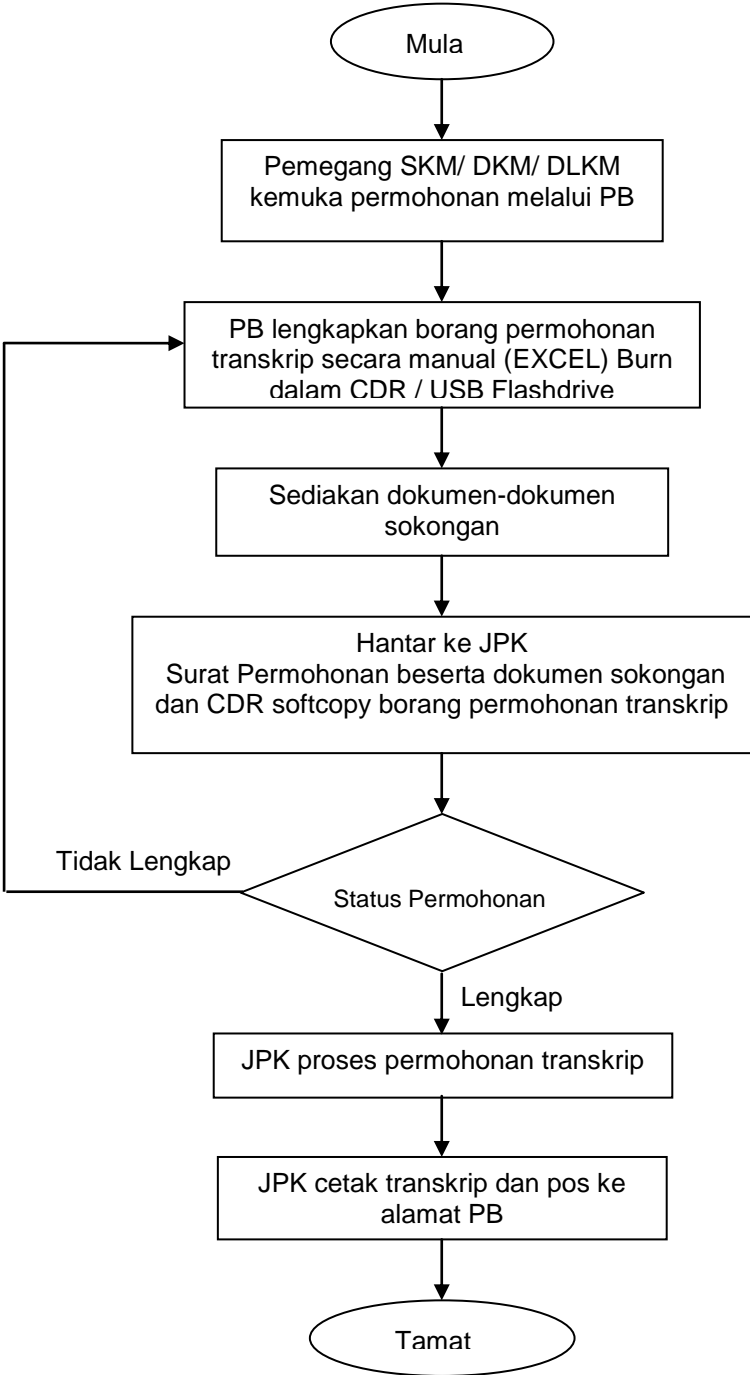 Mula
Pemegang SKM/ DKM/ DLKM
kemuka permohonan melalui PB
PB lengkapkan borang permohonan
transkrip secara manual (EXCEL) Burn
dalam CDR / USB Flashdrive
Sediakan dokumen-dokumen
sokongan
Hantar ke JPK
Surat Permohonan beserta dokumen sokongan
dan CDR softcopy borang permohonan transkrip
Tidak Lengkap
Status Permohonan
Lengkap
JPK proses permohonan transkrip
JPK cetak transkrip dan pos ke
alamat PB
Tamat